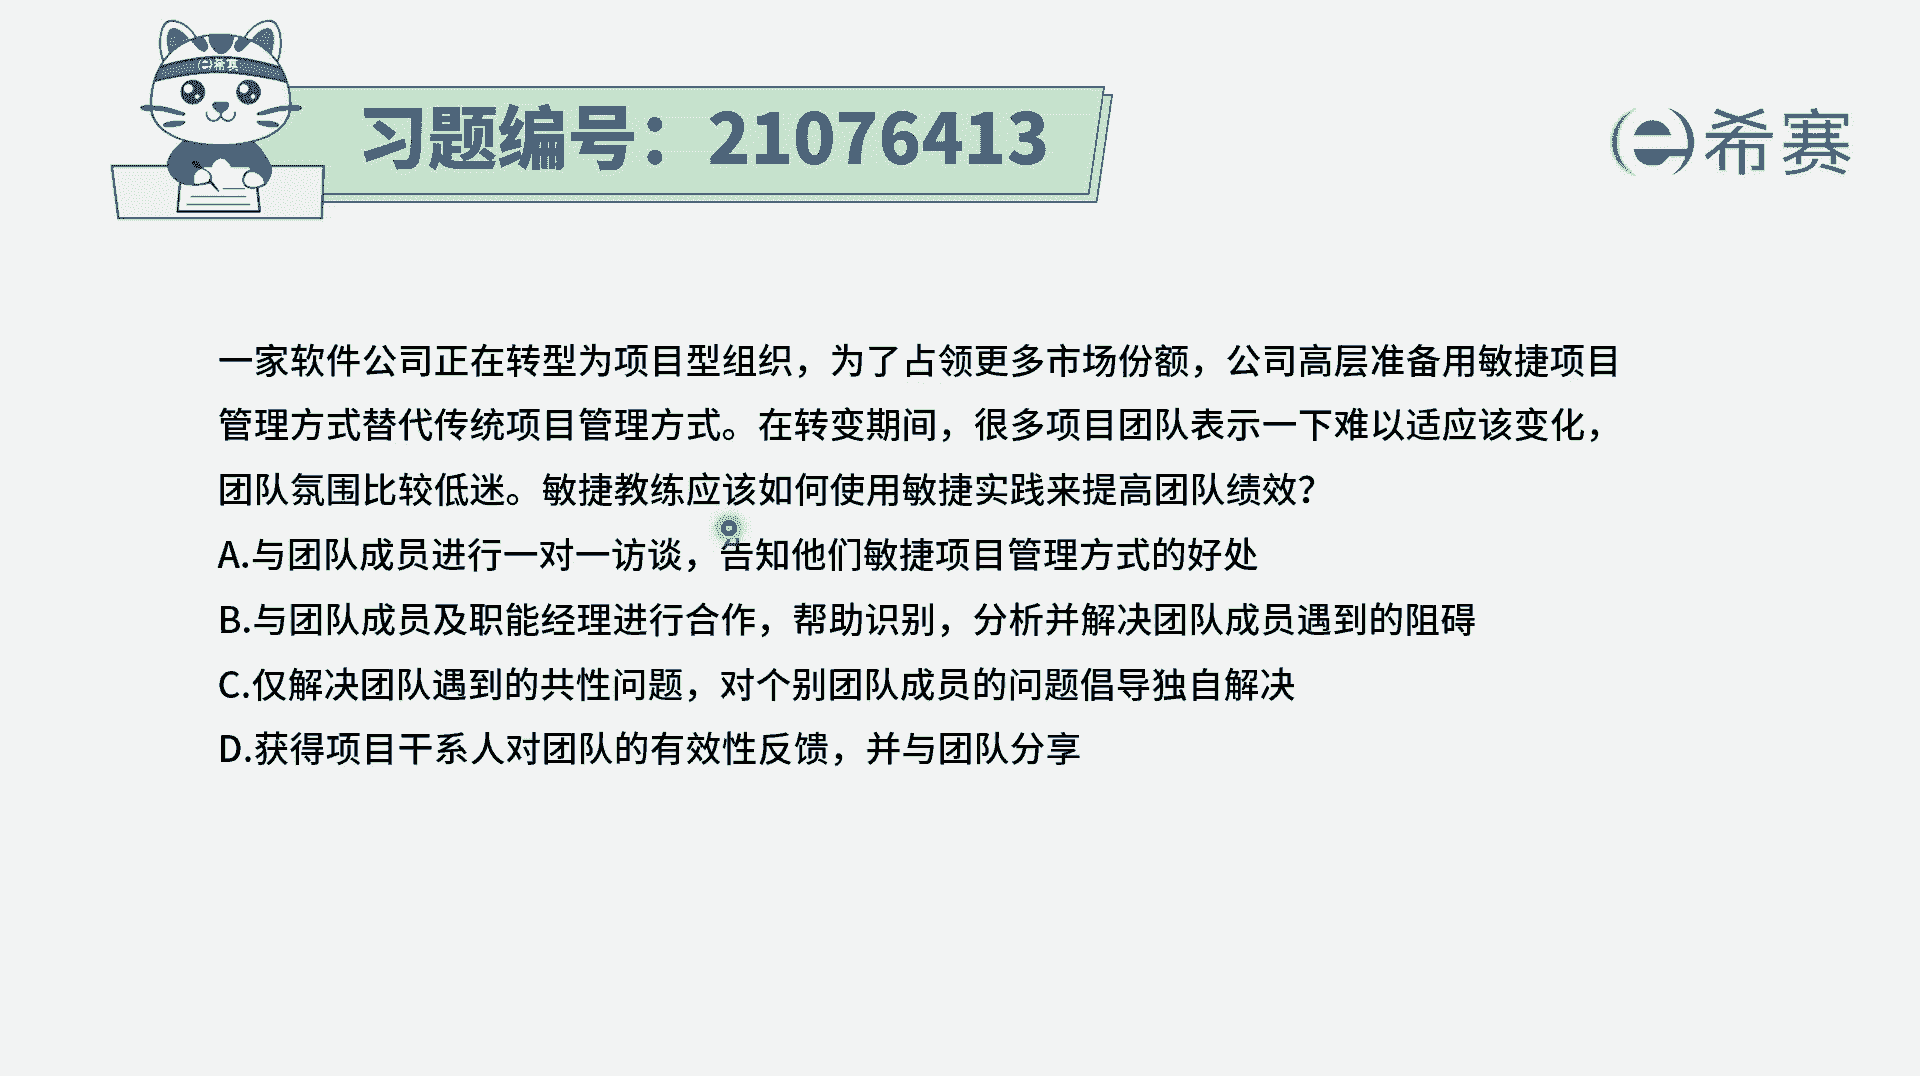 e希赛
习题编号：21076413
e希赛
一家软件公司正在转型为项目型组织，为了占领更多市场份额，公司高层准备用敏捷项目
管理方式替代传统项目管理方式。在转变期间，很多项目团队表示一下难以适应该变化，
团队氛围比较低迷。敏捷教练应该如何使用敏捷实践来提高团队绩效？
A.与团队成员进行一对一访谈，告知他们敏捷项目管理方式的好处
B.与团队成员及职能经理进行合作，帮助识别，分析并解决团队成员遇到的阻碍
C.仅解决团队遇到的共性问题，对个别团队成员的问题倡导独自解决
D.获得项目干系人对团队的有效性反馈，并与团队分享